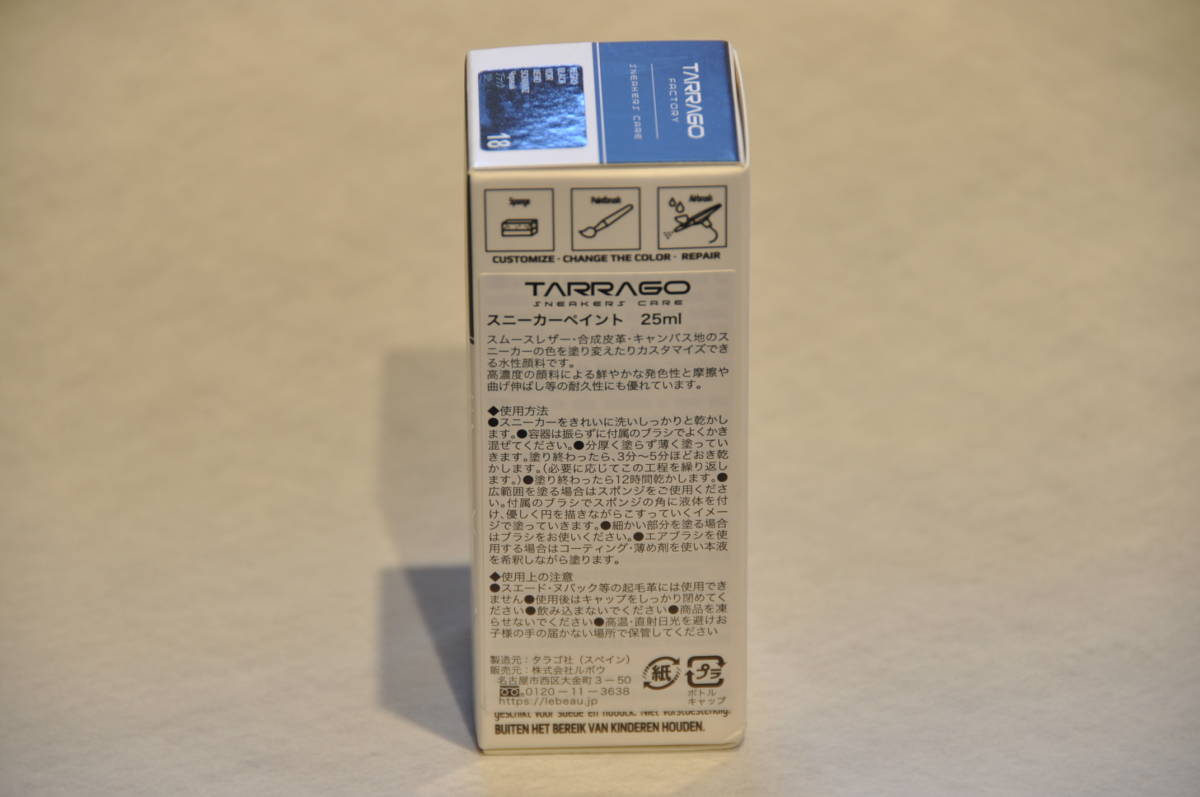 TARRAGO
FACTORY
SNEAKERS CARE
NEGRO
BLACK
NOIR
NERO
SCHWARZ
18
Sponge
Paintbrush
Airbrush
CUSTOMIZE · CHANGE THE COLOR · REPAIR
TARRAGO
SNEAKERS CARE
スニーカーペイント 25ml
スムースレザー・合成皮革・キャンバス地のス
ニーカーの色を塗り変えたりカスタマイズでき
る水性顔料です。
高濃度の顔料による鮮やかな発色性と摩擦や
曲げ伸ばし等の耐久性にも優れています。
◆使用方法
●スニーカーをきれいに洗いしっかりと乾かし
ます。●容器は振らずに付属のブラシでよくかき
混ぜてください。●分厚く塗らず薄く塗ってい
きます。塗り終わったら、3分〜5分ほどおき乾
かします。(必要に応じてこの工程を繰り返し
ます。)●塗り終わったら12時間乾かします。●
広範囲を塗る場合はスポンジをご使用くださ
い。付属のブラシでスポンジの角に液体を付
け、優しく円を描きながらこすっていくイメー
ジで塗っていきます。●細かい部分を塗る場合
はブラシをお使いください。●エアブラシを使
用する場合はコーティング・薄め剤を使い本液
を希釈しながら塗ります。
◆使用上の注意
●スエード・ヌバック等の起毛革には使用でき
ません●使用後はキャップをしっかり閉めてく
ださい●飲み込まないでください●商品を凍
らせないでください●高温・直射日光を避けお
子様の手の届かない場所で保管してください
製造元：タラゴ社（スペイン）
販売元：株式会社ルボウ
名古屋市西区大金町3－50
0120－11－3638
https://lebeau.jp
紙
プラ
ボトル
キャップ
geschikt voor suède en nubuck. Niet vorstbestendig.
BUITEN HET BEREIK VAN KINDEREN HOUDEN.